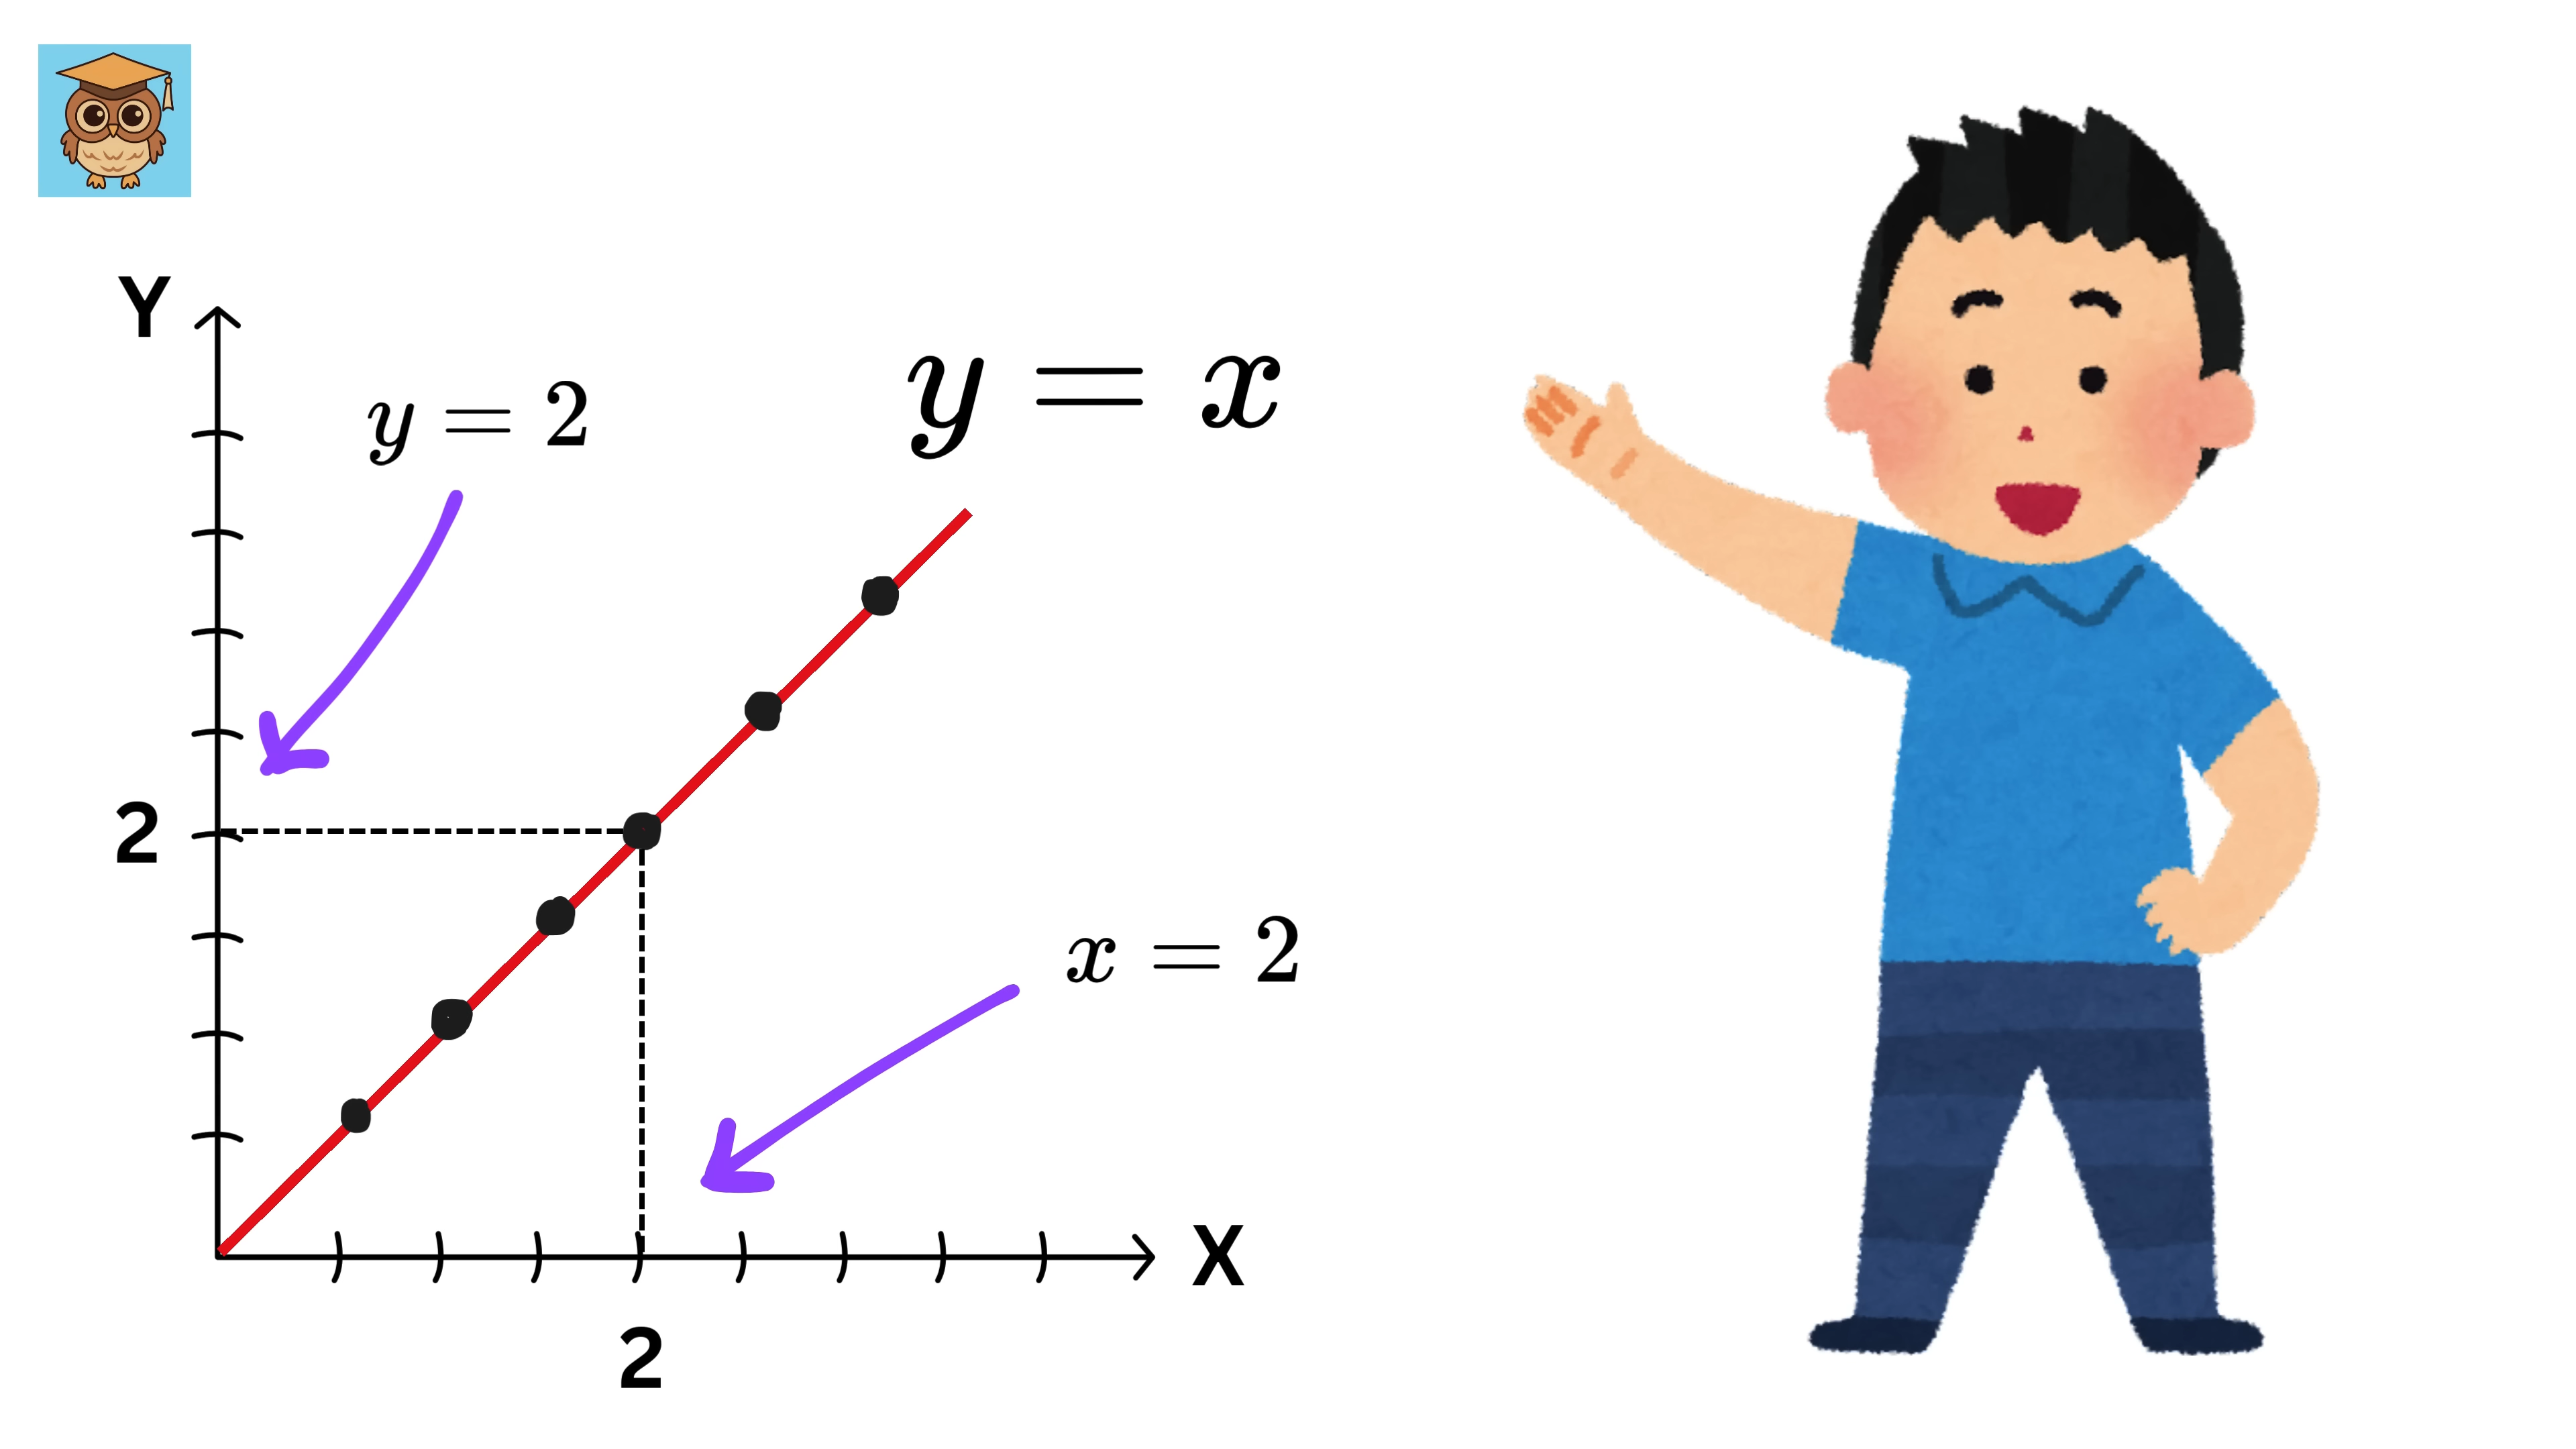 Y
y = 2
y = x
2
x = 2
X
2